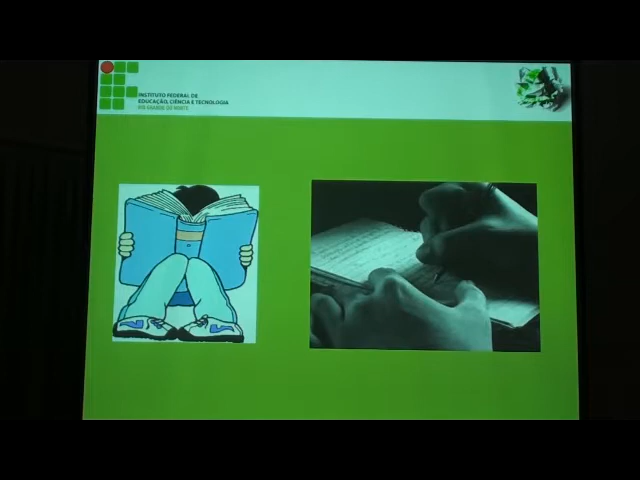 INSTITUTO FEDERAL DE
EDUCAÇÃO, CIÊNCIA E TECNOLOGIA
RIO GRANDE DO NORTE